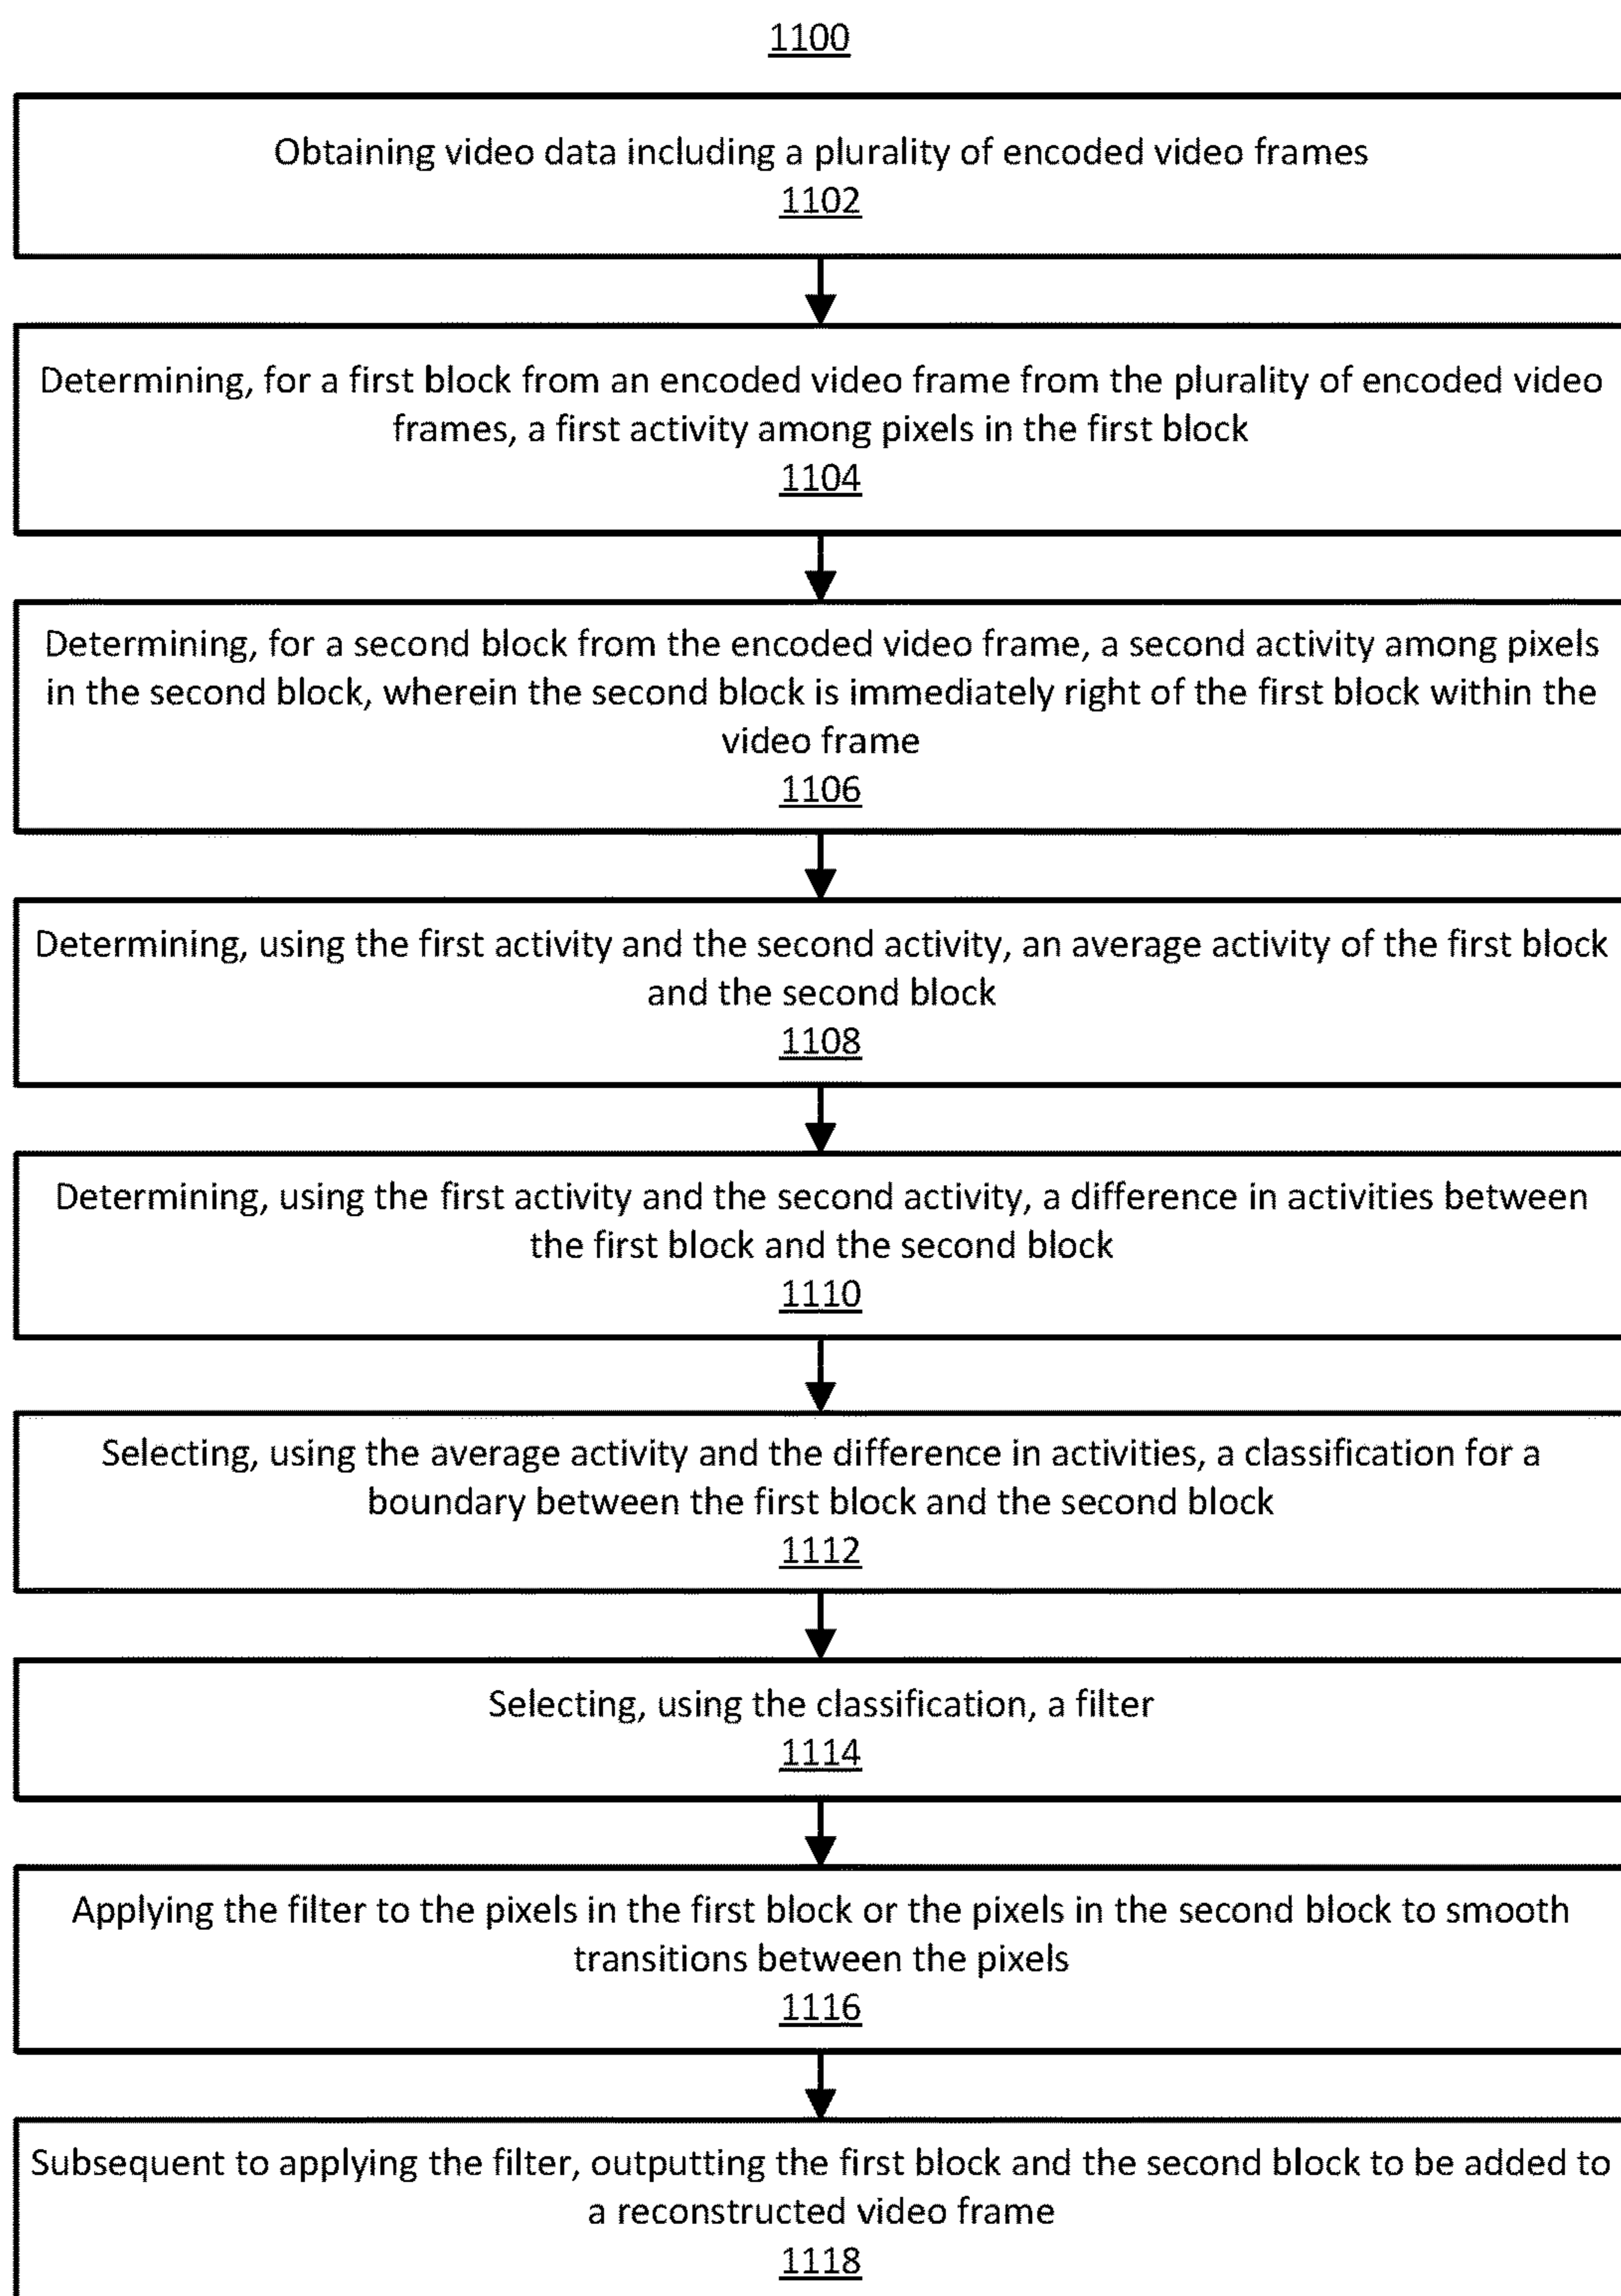 1100
Obtaining video data including a plurality of encoded video frames
1102
Determining, for a first block from an encoded video frame from the plurality of encoded video
frames, a first activity among pixels in the first block
1104
Determining, for a second block from the encoded video frame, a second activity among pixels
in the second block, wherein the second block is immediately right of the first block within the
video frame
1106
Determining, using the first activity and the second activity, an average activity of the first block
and the second block
1108
Determining, using the first activity and the second activity, a difference in activities between
the first block and the second block
1110
Selecting, using the average activity and the difference in activities, a classification for a
boundary between the first block and the second block
1112
Selecting, using the classification, a filter
1114
Applying the filter to the pixels in the first block or the pixels in the second block to smooth
transitions between the pixels
1116
Subsequent to applying the filter, outputting the first block and the second block to be added to
a reconstructed video frame
1118